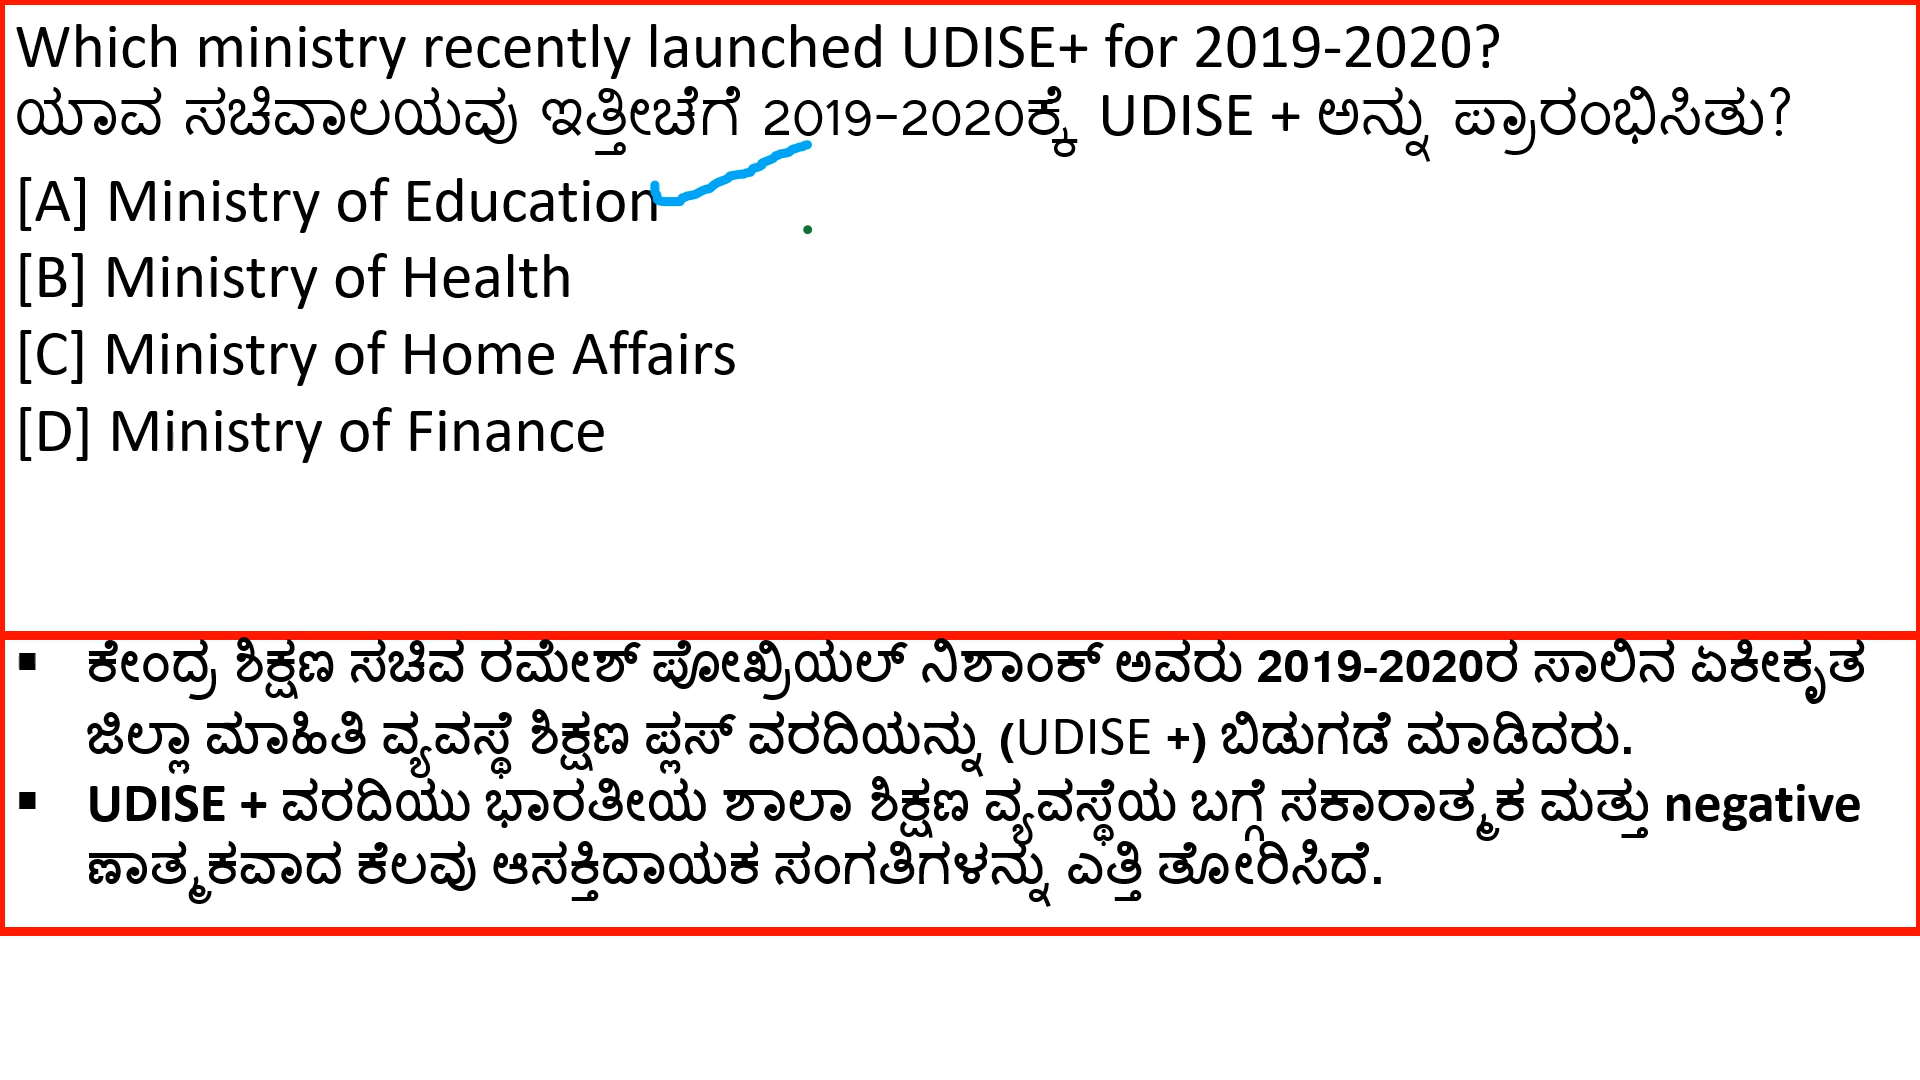 Which ministry recently launched UDISE+ for 2019-2020?
ಯಾವ ಸಚಿವಾಲಯವು ಇತ್ತೀಚೆಗೆ 2019-2020ಕ್ಕೆ UDISE + ಅನ್ನು ಪ್ರಾರಂಭಿಸಿತು?
[A] Ministry of Education
[B] Ministry of Health
[C] Ministry of Home Affairs
[D] Ministry of Finance
▪ ಕೇಂದ್ರ ಶಿಕ್ಷಣ ಸಚಿವ ರಮೇಶ್ ಪೋಖ್ರಿಯಲ್ ನಿಶಾಂಕ್ ಅವರು 2019-2020ರ ಸಾಲಿನ ಏಕೀಕೃತ
ಜಿಲ್ಲಾ ಮಾಹಿತಿ ವ್ಯವಸ್ಥೆ ಶಿಕ್ಷಣ ಪ್ಲಸ್ ವರದಿಯನ್ನು (UDISE +) ಬಿಡುಗಡೆ ಮಾಡಿದರು.
▪ UDISE + ವರದಿಯು ಭಾರತೀಯ ಶಾಲಾ ಶಿಕ್ಷಣ ವ್ಯವಸ್ಥೆಯ ಬಗ್ಗೆ ಸಕಾರಾತ್ಮಕ ಮತ್ತು negative
ಣಾತ್ಮಕವಾದ ಕೆಲವು ಆಸಕ್ತಿದಾಯಕ ಸಂಗತಿಗಳನ್ನು ಎತ್ತಿ ತೋರಿಸಿದೆ.